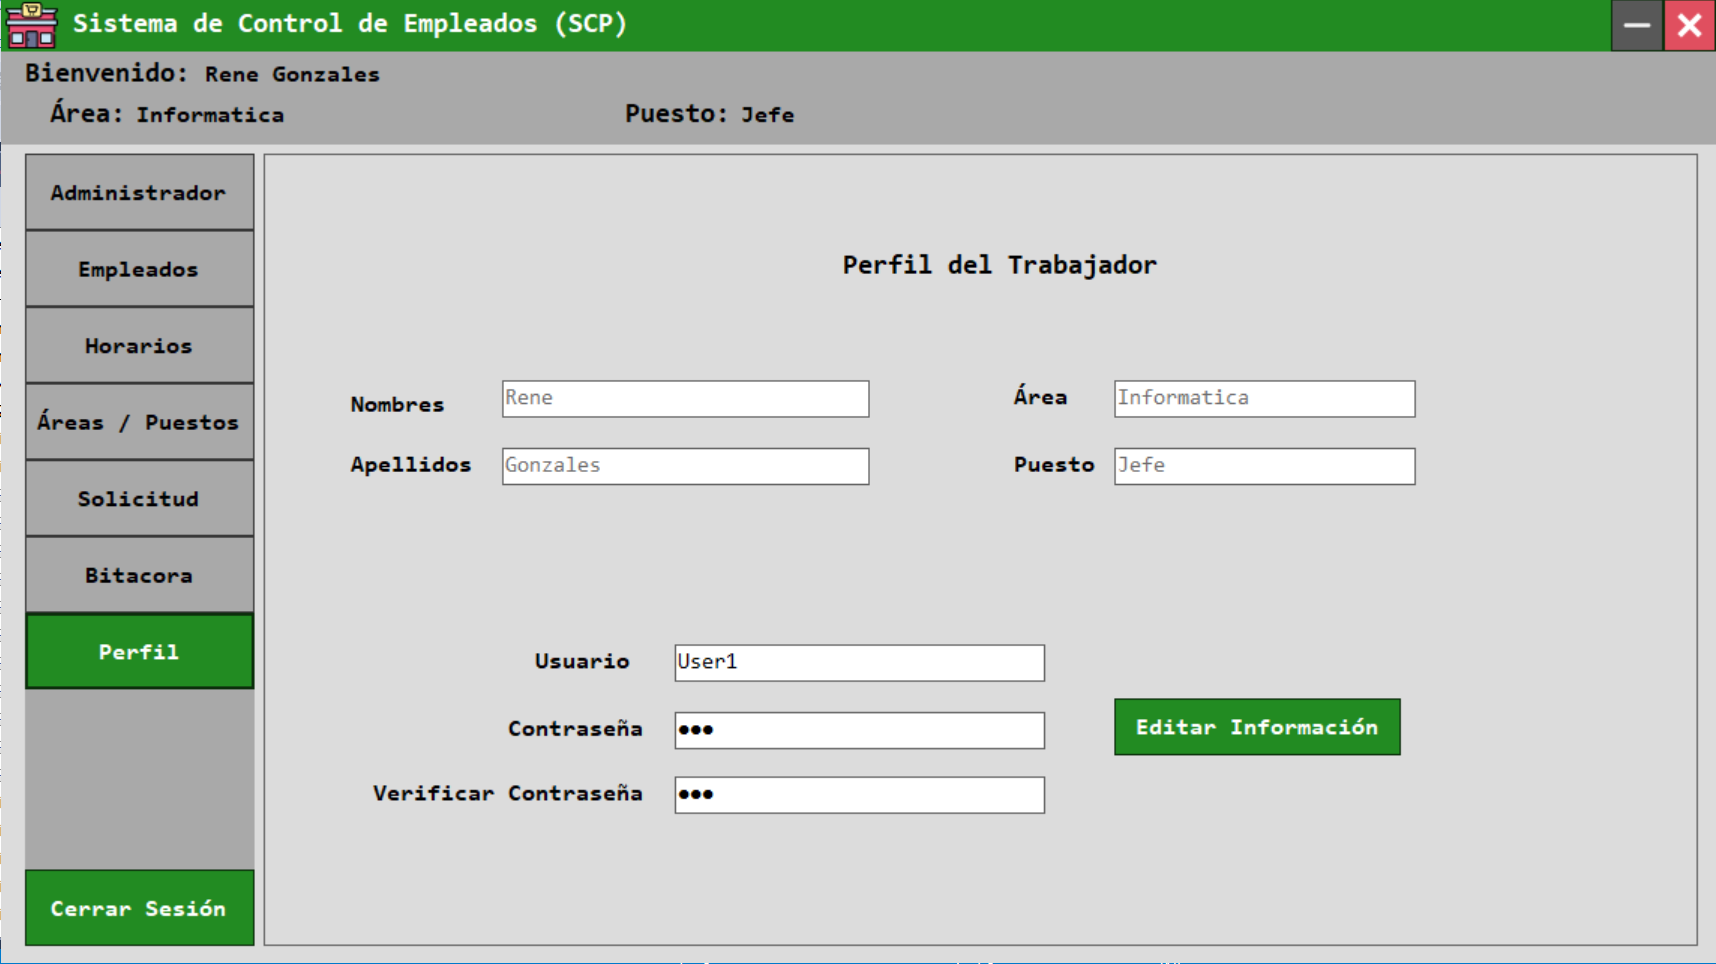 Sistema de Control de Empleados (SCP)
Bienvenido: Rene Gonzales
Área: Informatica
Puesto: Jefe
Administrador
Empleados
Horarios
Áreas / Puestos
Solicitud
Bitacora
Perfil
Cerrar Sesión
Perfil del Trabajador
Nombres Rene
Área Informatica
Apellidos Gonzales
Puesto Jefe
Usuario User1
Contraseña •••
Verificar Contraseña •••
Editar Información